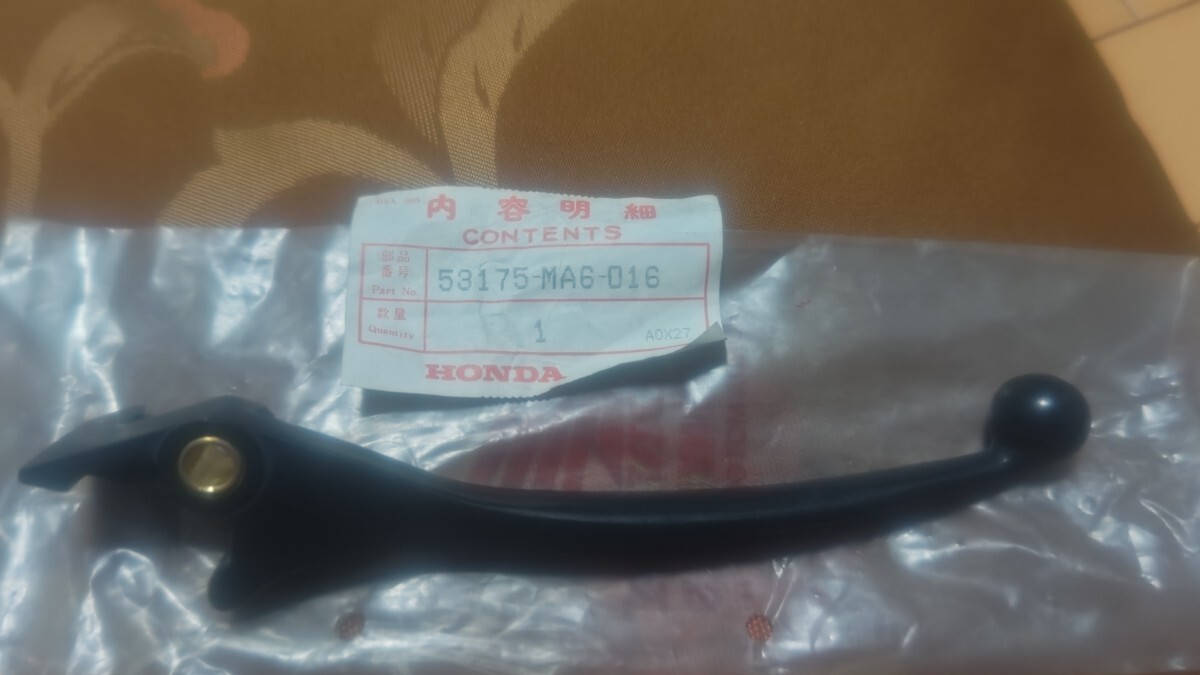 内容明細
CONTENTS
部品
番号
Part No.
53175-MA6-016
数量
Quantity
1
A0X27
HONDA